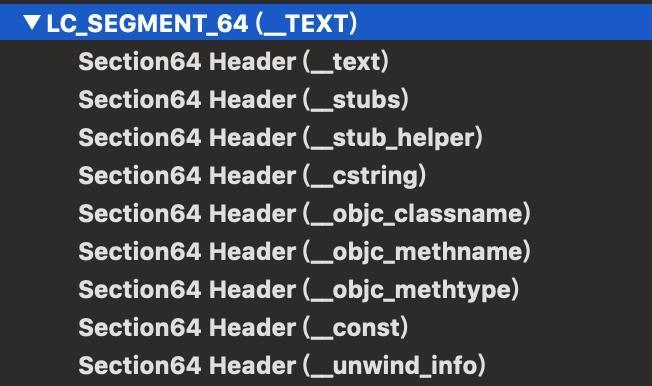 ▼ LC_SEGMENT_64 (__TEXT)
Section64 Header (__text)
Section64 Header (__stubs)
Section64 Header (__stub_helper)
Section64 Header (__cstring)
Section64 Header (__objc_classname)
Section64 Header (__objc_methname)
Section64 Header (__objc_methtype)
Section64 Header (__const)
Section64 Header (__unwind_info)